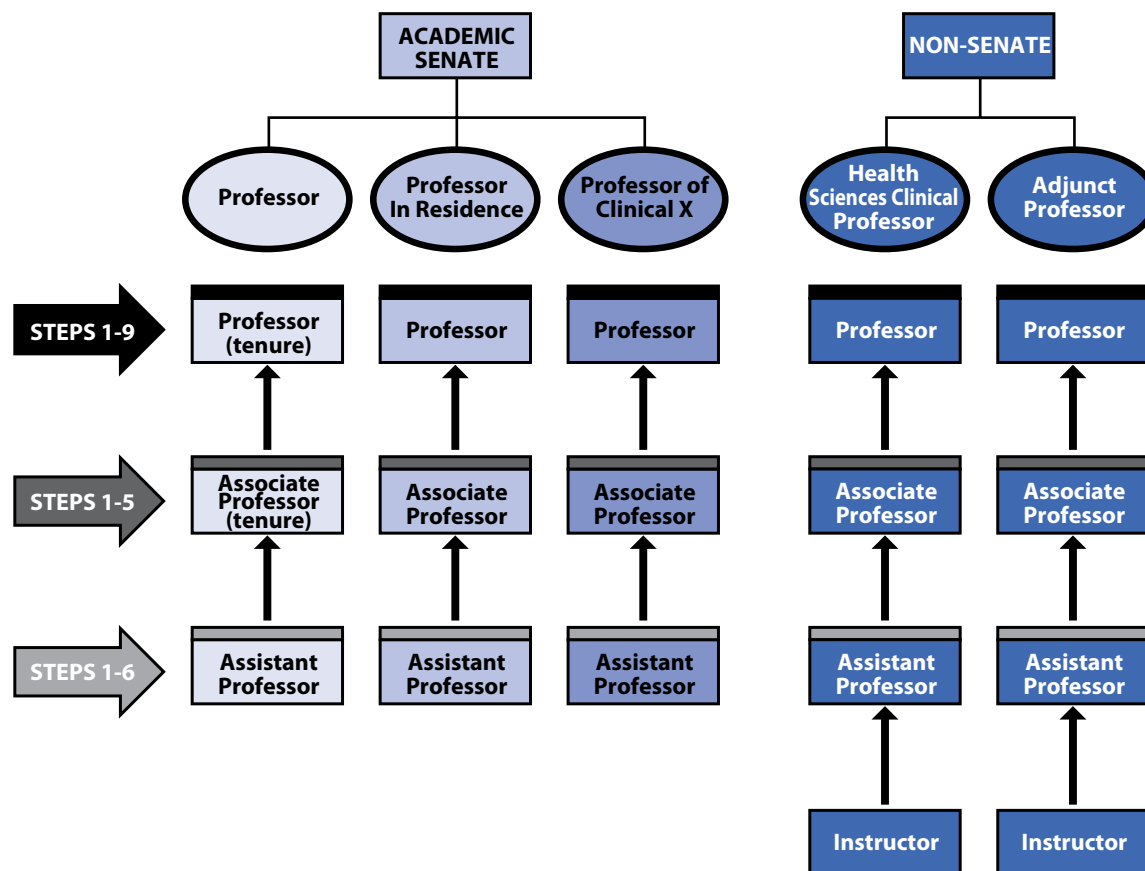 ACADEMIC
SENATE
NON-SENATE
Professor
Professor
In Residence
Professor of
Clinical X
Health
Sciences Clinical
Professor
Adjunct
Professor
STEPS 1-9
Professor
(tenure)
Professor
Professor
Professor
Professor
STEPS 1-5
Associate
Professor
(tenure)
Associate
Professor
Associate
Professor
Associate
Professor
Associate
Professor
STEPS 1-6
Assistant
Professor
Assistant
Professor
Assistant
Professor
Assistant
Professor
Assistant
Professor
Instructor
Instructor